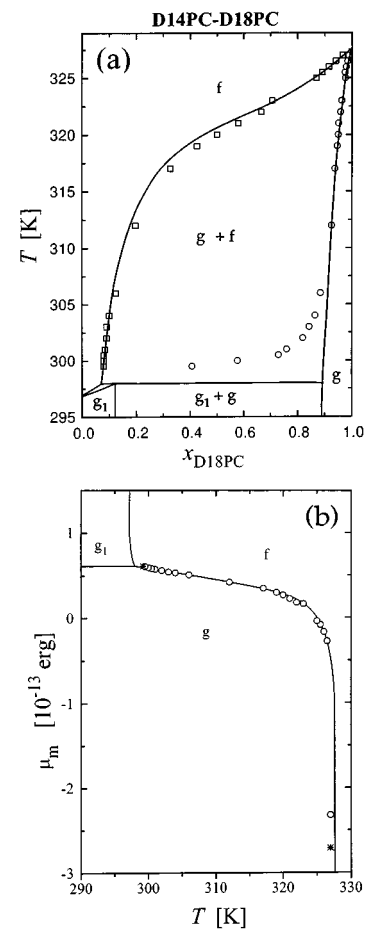 D14PC-D18PC
(a)
f
g + f
g
g₁
g₁ + g
325
320
315
310
305
300
295
T [K]
0.0 0.2 0.4 0.6 0.8 1.0
x_D18PC
(b)
g₁
f
g
1
0
-1
-2
-3
μₘ [10⁻¹³ erg]
290 300 310 320 330
T [K]